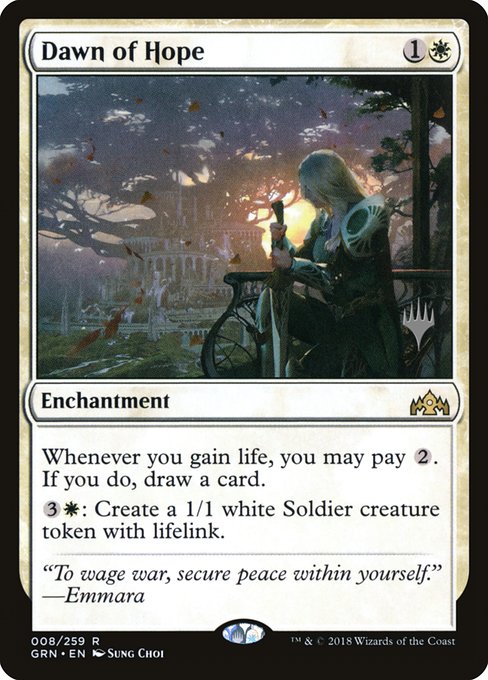 Dawn of Hope 1
Enchantment
Whenever you gain life, you may pay 2.
If you do, draw a card.
3: Create a 1/1 white Soldier creature
token with lifelink.
“To wage war, secure peace within yourself.”
—Emmara
008/259 R
™ & © 2018 Wizards of the Coast
GRN • EN Sung Choi